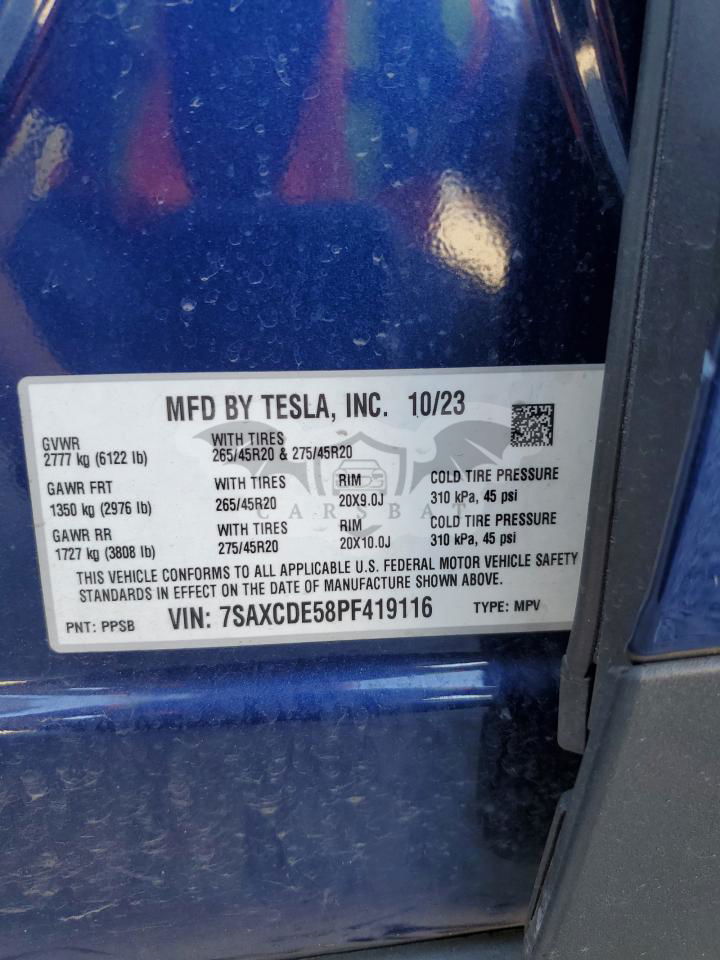 MFD BY TESLA, INC. 10/23
GVWR WITH TIRES
2777 kg (6122 lb) 265/45R20 & 275/45R20
GAWR FRT WITH TIRES RIM COLD TIRE PRESSURE
1350 kg (2976 lb) 265/45R20 20X9.0J 310 kPa, 45 psi
CARSBAT
GAWR RR WITH TIRES RIM COLD TIRE PRESSURE
1727 kg (3808 lb) 275/45R20 20X10.0J 310 kPa, 45 psi
THIS VEHICLE CONFORMS TO ALL APPLICABLE U.S. FEDERAL MOTOR VEHICLE SAFETY
STANDARDS IN EFFECT ON THE DATE OF MANUFACTURE SHOWN ABOVE.
PNT: PPSB VIN: 7SAXCDE58PF419116 TYPE: MPV